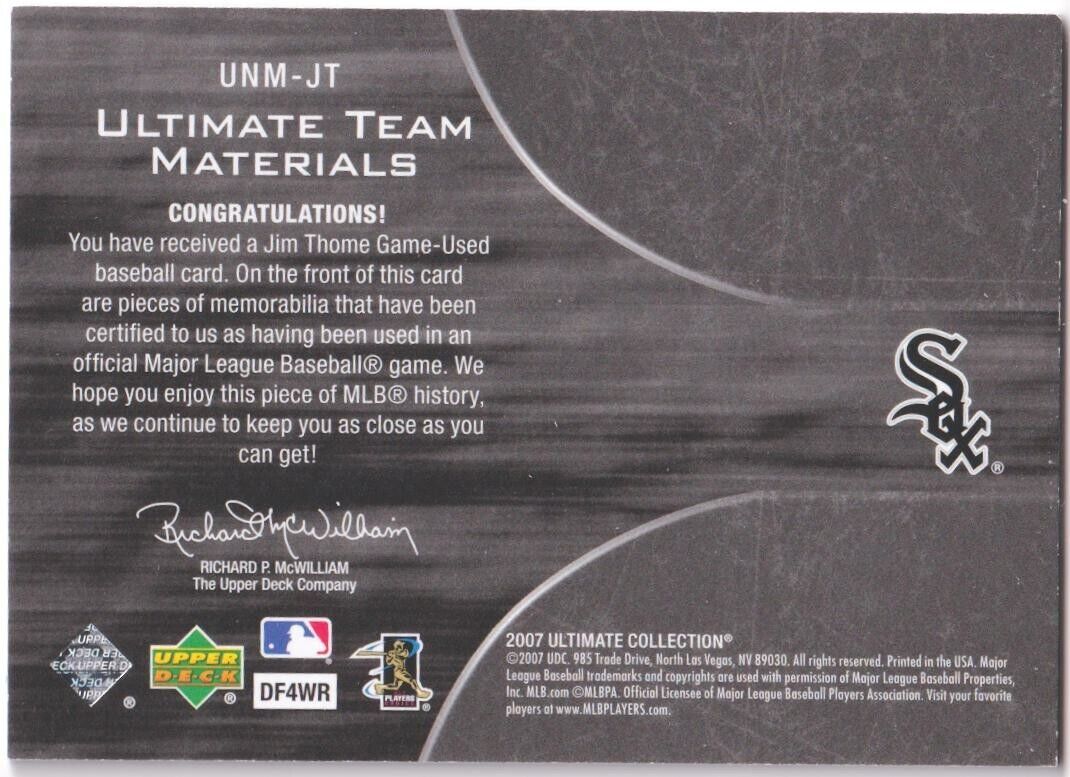 UNM-JT
ULTIMATE TEAM
MATERIALS
CONGRATULATIONS!
You have received a Jim Thome Game-Used
baseball card. On the front of this card
are pieces of memorabilia that have been
certified to us as having been used in an
official Major League Baseball® game. We
hope you enjoy this piece of MLB® history,
as we continue to keep you as close as you
can get!
Sox ®
Richard McWilliam
RICHARD P. McWILLIAM
The Upper Deck Company
UPPER
DECK
®
UPPER
D·E·C·K
®
®
DF4WR
PLAYERS
CHOICE
®
2007 ULTIMATE COLLECTION®
©2007 UDC. 985 Trade Drive, North Las Vegas, NV 89030. All rights reserved. Printed in the USA. Major
League Baseball trademarks and copyrights are used with permission of Major League Baseball Properties,
Inc. MLB.com ©MLBPA. Official Licensee of Major League Baseball Players Association. Visit your favorite
players at www.MLBPLAYERS.com.